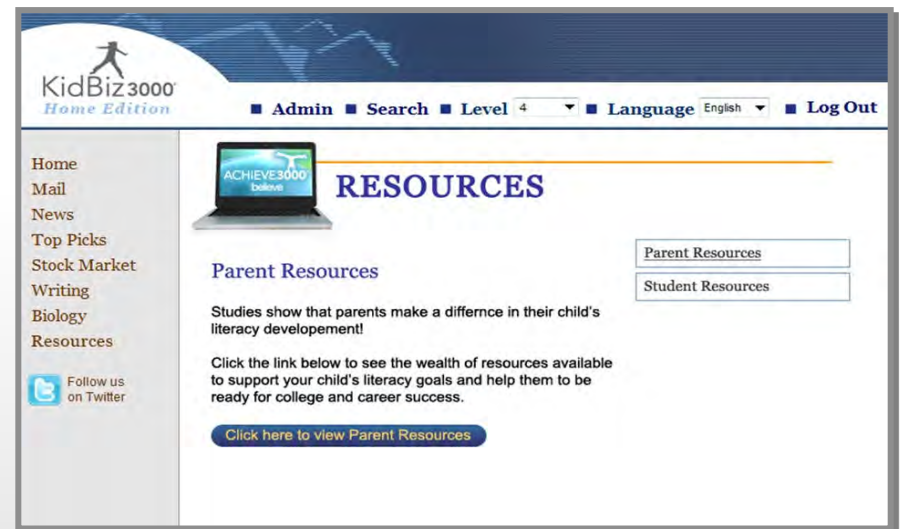 KidBiz3000
Home Edition
Admin Search Level 4 Language English Log Out
Home
Mail
News
Top Picks
Stock Market
Writing
Biology
Resources
Follow us
on Twitter
ACHIEVE3000
believe
RESOURCES
Parent Resources
Studies show that parents make a differnce in their child's
literacy developement!
Click the link below to see the wealth of resources available
to support your child's literacy goals and help them to be
ready for college and career success.
Click here to view Parent Resources
Parent Resources
Student Resources